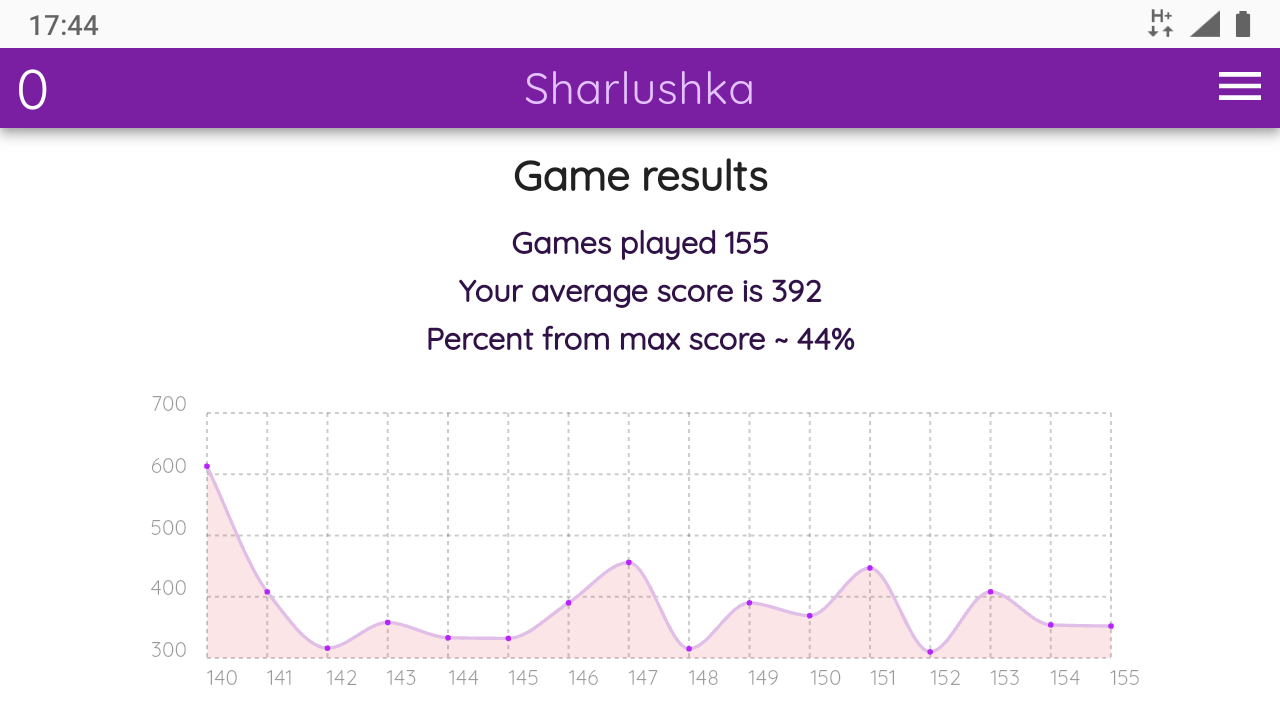 17:44
H+
0 Sharlushka
Game results
Games played 155
Your average score is 392
Percent from max score ~ 44%
700
600
500
400
300
140 141 142 143 144 145 146 147 148 149 150 151 152 153 154 155